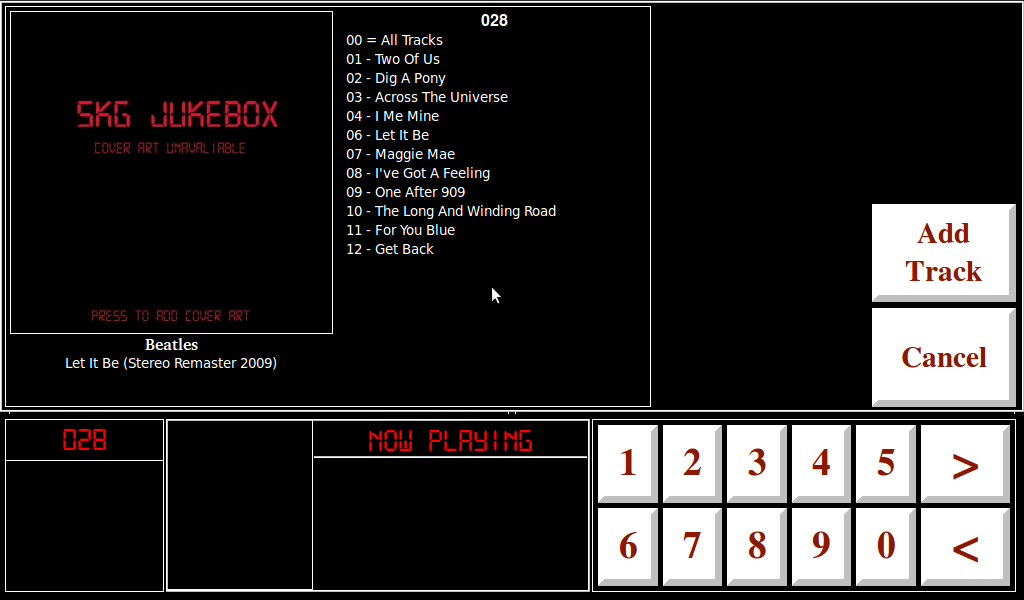 028
SKG JUKEBOX
COVER ART UNAVALIABLE
PRESS TO ADD COVER ART
Beatles
Let It Be (Stereo Remaster 2009)
00 = All Tracks
01 - Two Of Us
02 - Dig A Pony
03 - Across The Universe
04 - I Me Mine
06 - Let It Be
07 - Maggie Mae
08 - I've Got A Feeling
09 - One After 909
10 - The Long And Winding Road
11 - For You Blue
12 - Get Back
Add
Track
Cancel
028
NOW PLAYING
1 2 3 4 5 >
6 7 8 9 0 <